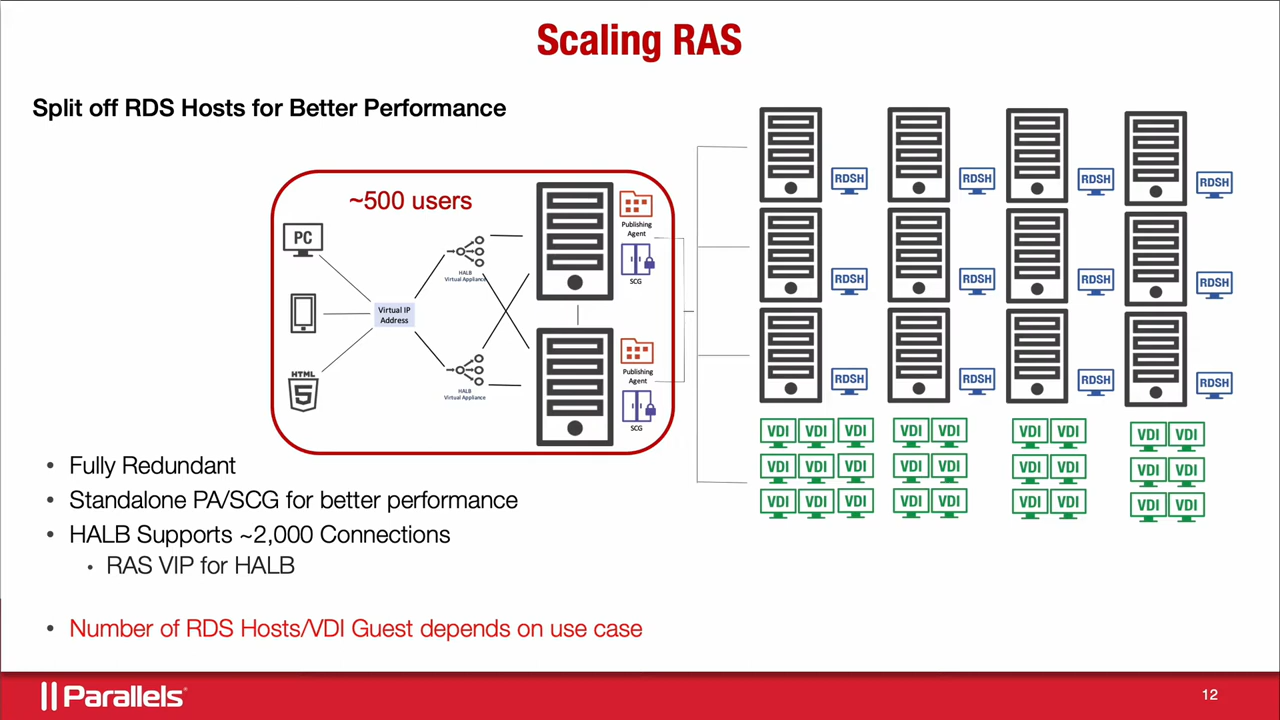 Scaling RAS
Split off RDS Hosts for Better Performance
~500 users
PC
HTML
5
Virtual IP
Address
HALB
Virtual Appliance
HALB
Virtual Appliance
Publishing
Agent
SCG
Publishing
Agent
SCG
RDSH RDSH RDSH RDSH
RDSH RDSH RDSH RDSH
RDSH RDSH RDSH RDSH
VDI VDI VDI VDI VDI VDI VDI VDI VDI
VDI VDI VDI VDI VDI VDI VDI VDI VDI
VDI VDI VDI VDI VDI VDI VDI VDI VDI
• Fully Redundant
• Standalone PA/SCG for better performance
• HALB Supports ~2,000 Connections
• RAS VIP for HALB
• Number of RDS Hosts/VDI Guest depends on use case
Parallels®
12